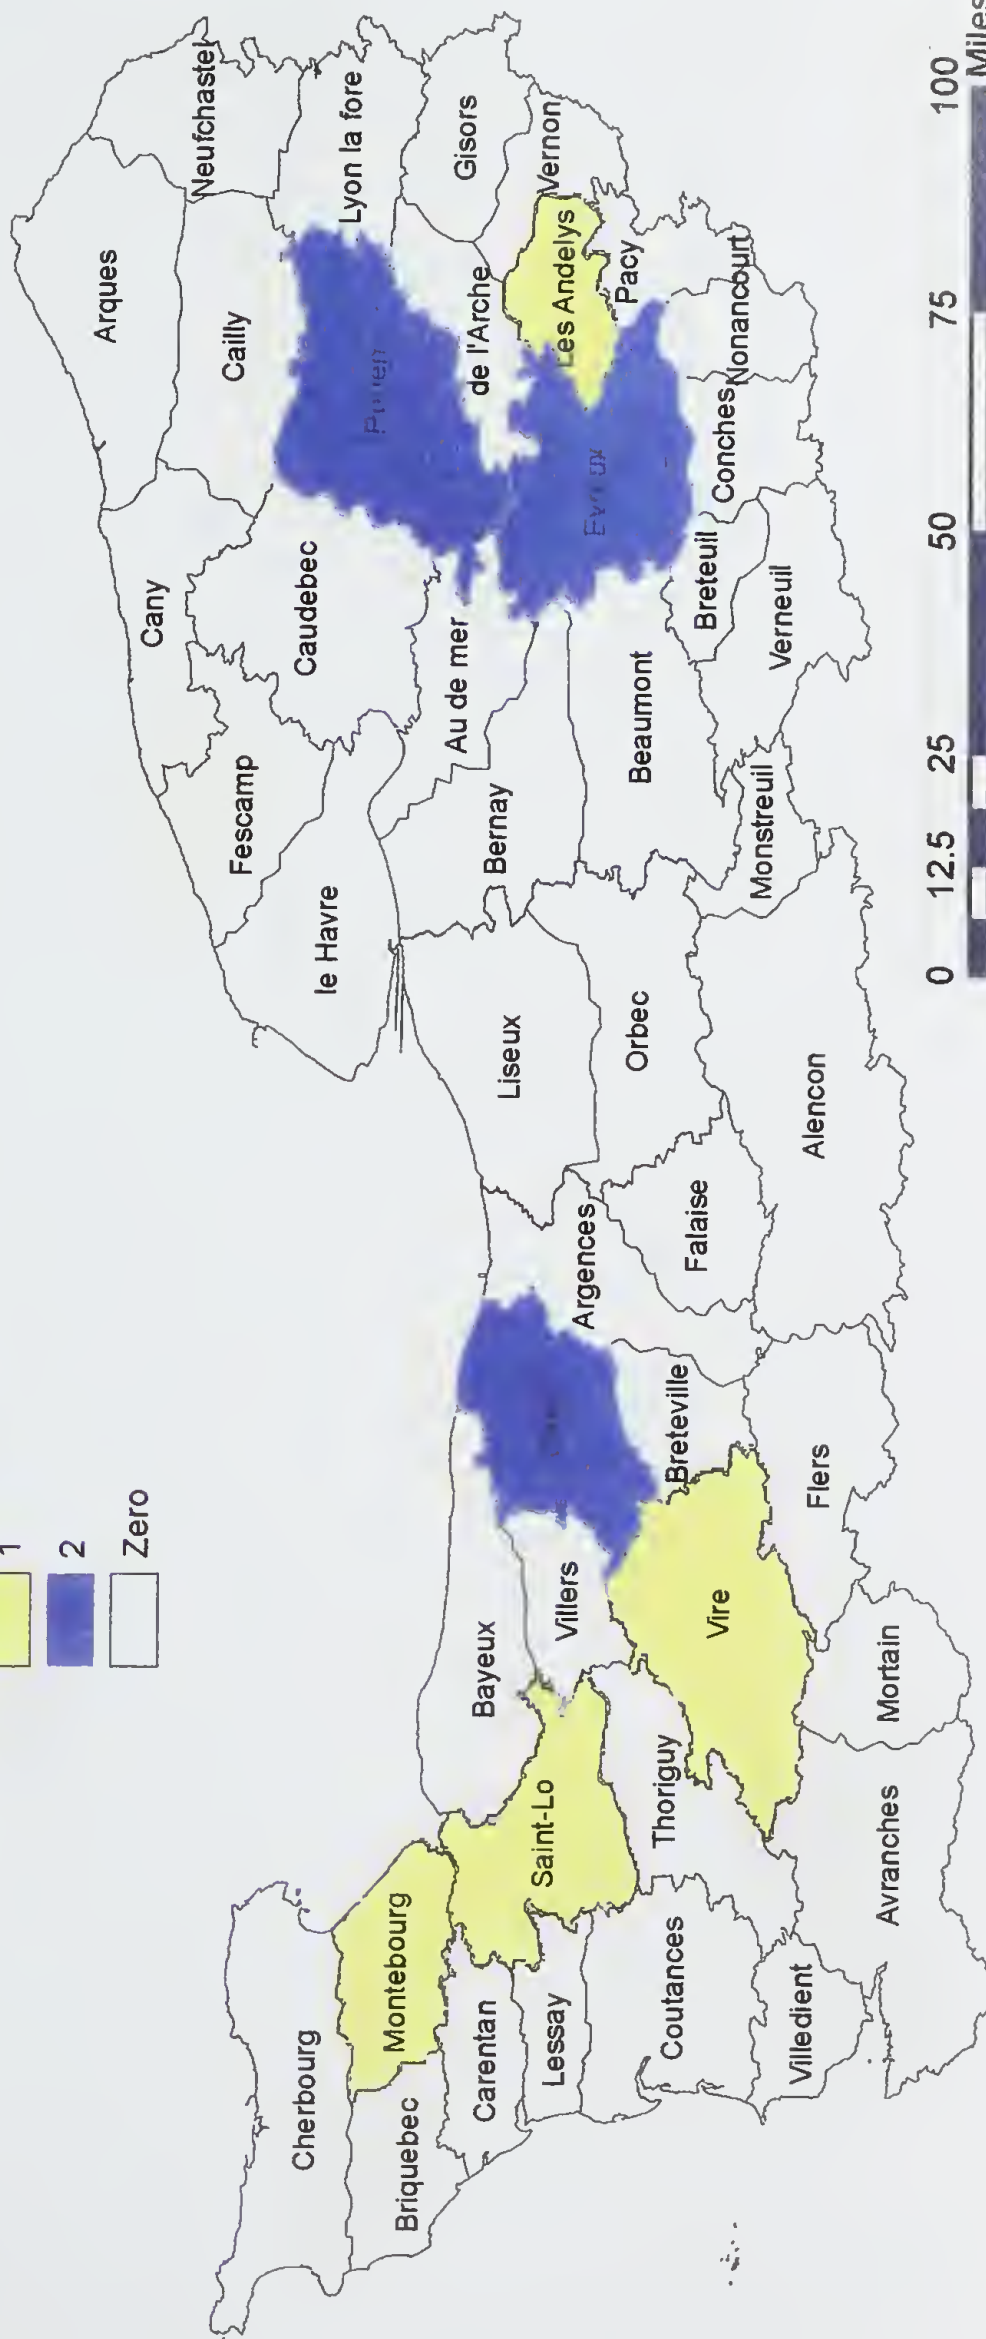 1
2
Zero
Cherbourg
Montebourg
Briquebec
Carentan
Lessay
Saint-Lo
Bayeux
Villers
Coutances
Thoriguy
Vire
Breteville
Argences
Falaise
Villedient
Avranches
Mortain
Flers
Alencon
Liseux
Orbec
le Havre
Fescamp
Cany
Arques
Neufchastel
Cailly
Caudebec
Lyon la fore
Gisors
Vernon
de l'Arche
Les Andelys
Pacy
Au de mer
Bernay
Beaumont
Nonancourt
Conches
Breteuil
Verneuil
Monstreuil
0 12.5 25 50 75 100
Miles